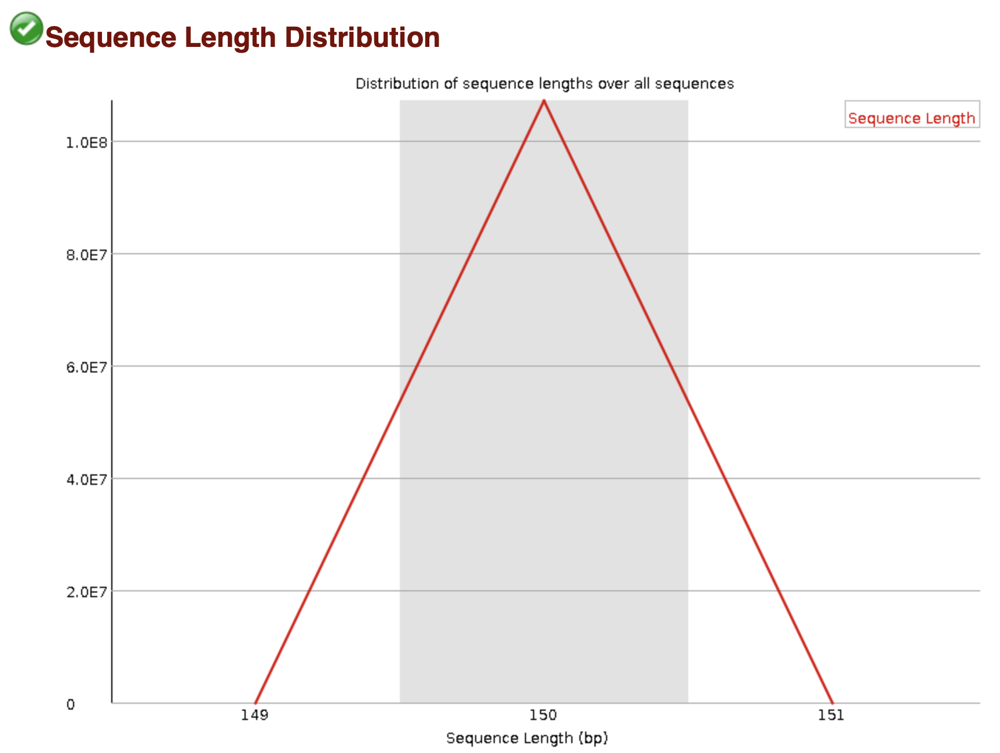 Sequence Length Distribution
Distribution of sequence lengths over all sequences
Sequence Length
1.0E8
8.0E7
6.0E7
4.0E7
2.0E7
0
149 150 151
Sequence Length (bp)